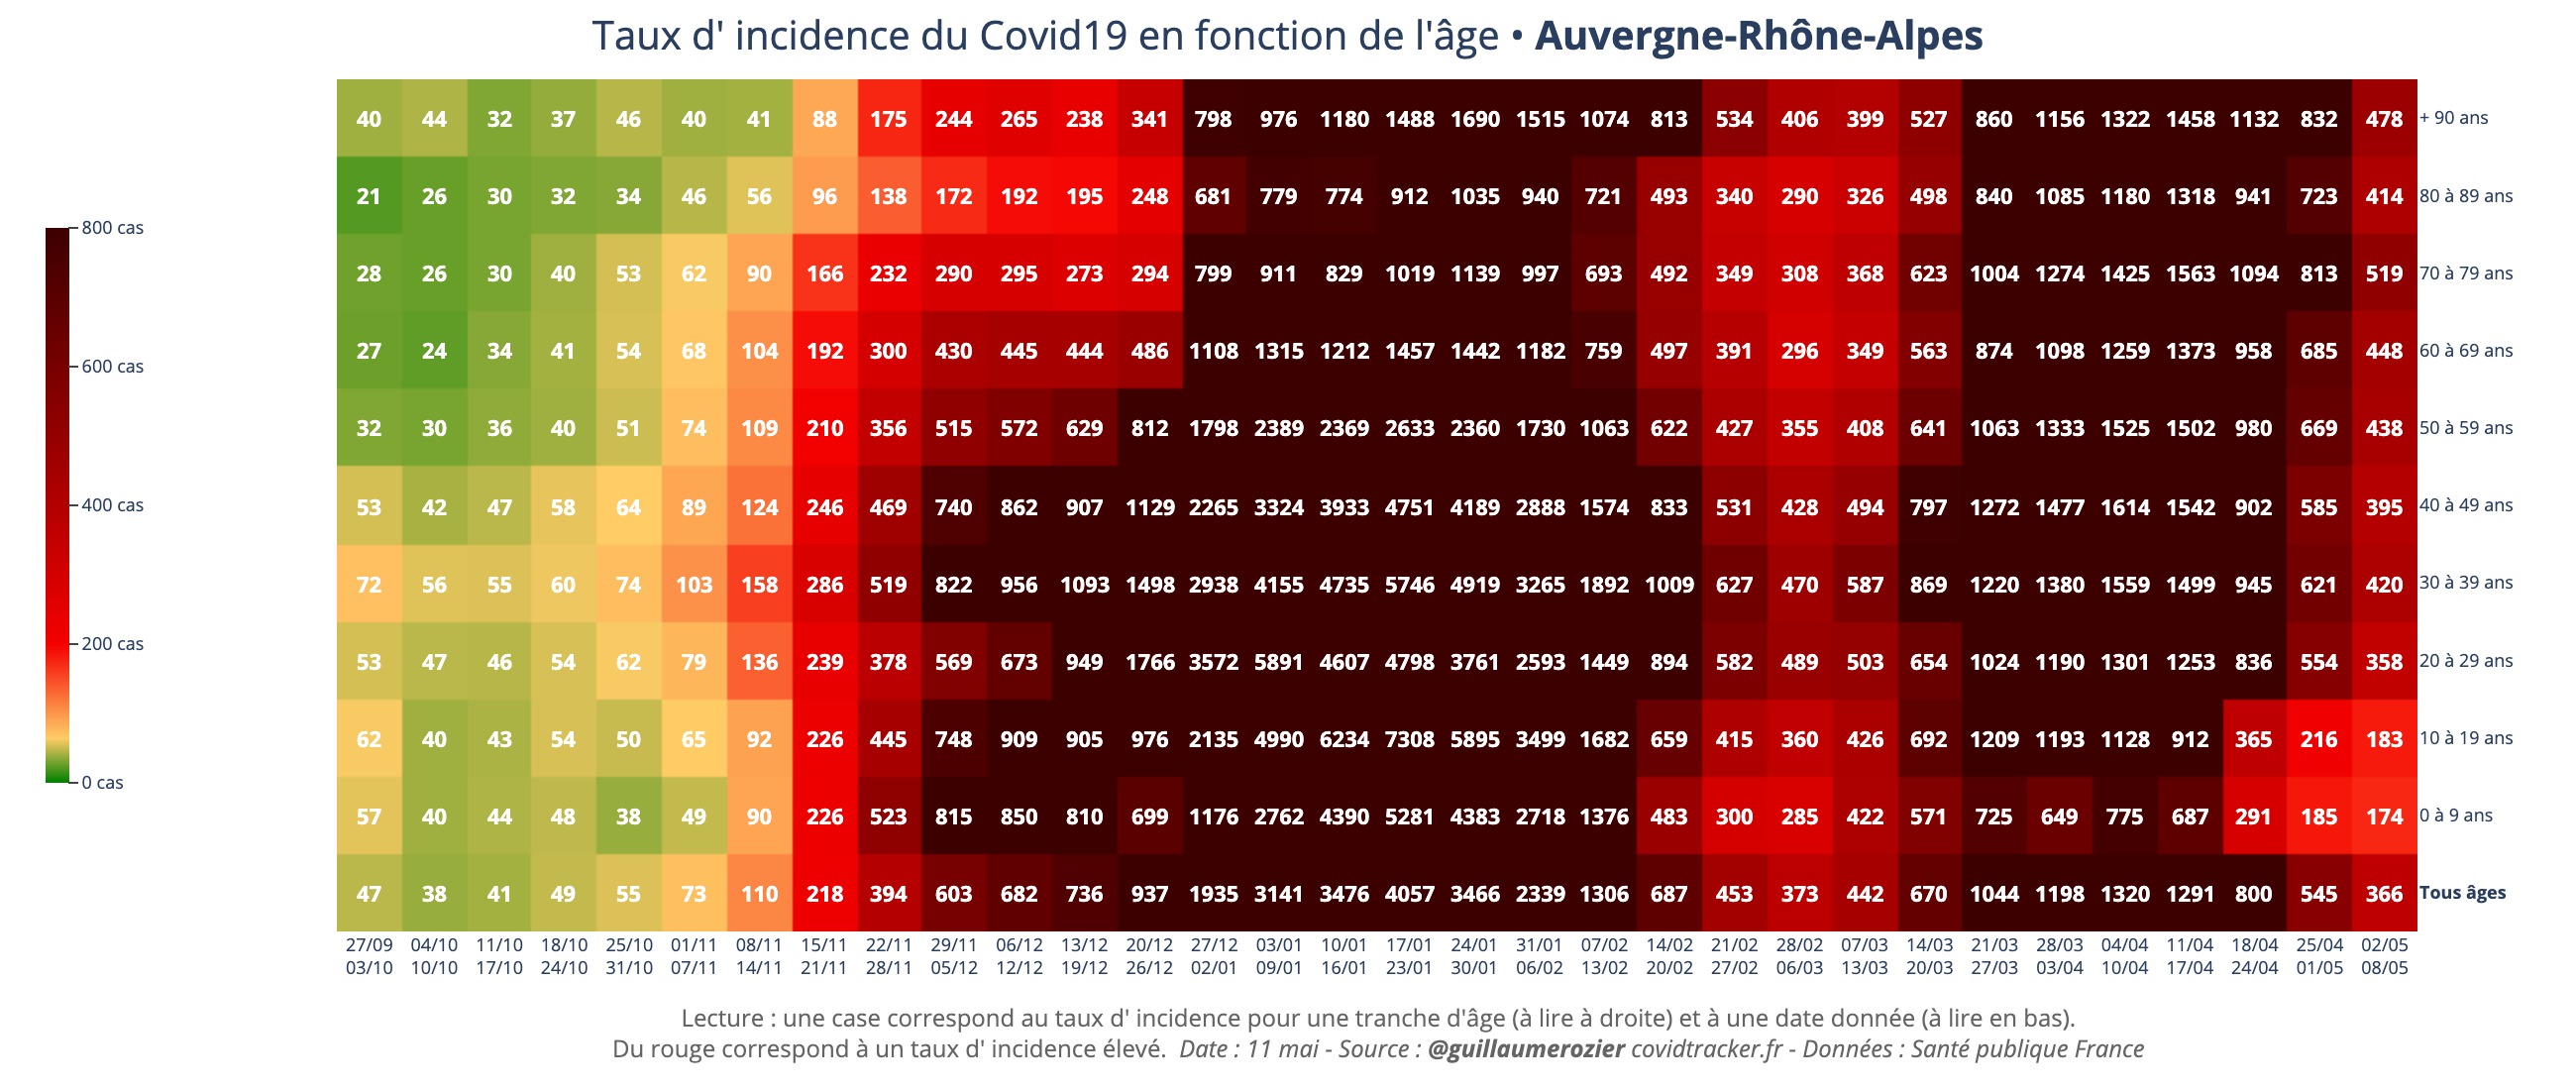 Taux d' incidence du Covid19 en fonction de l'âge • Auvergne-Rhône-Alpes
800 cas
600 cas
400 cas
200 cas
0 cas
40 44 32 37 46 40 41 88 175 244 265 238 341 798 976 1180 1488 1690 1515 1074 813 534 406 399 527 860 1156 1322 1458 1132 832 478 + 90 ans
21 26 30 32 34 46 56 96 138 172 192 195 248 681 779 774 912 1035 940 721 493 340 290 326 498 840 1085 1180 1318 941 723 414 80 à 89 ans
28 26 30 40 53 62 90 166 232 290 295 273 294 799 911 829 1019 1139 997 693 492 349 308 368 623 1004 1274 1425 1563 1094 813 519 70 à 79 ans
27 24 34 41 54 68 104 192 300 430 445 444 486 1108 1315 1212 1457 1442 1182 759 497 391 296 349 563 874 1098 1259 1373 958 685 448 60 à 69 ans
32 30 36 40 51 74 109 210 356 515 572 629 812 1798 2389 2369 2633 2360 1730 1063 622 427 355 408 641 1063 1333 1525 1502 980 669 438 50 à 59 ans
53 42 47 58 64 89 124 246 469 740 862 907 1129 2265 3324 3933 4751 4189 2888 1574 833 531 428 494 797 1272 1477 1614 1542 902 585 395 40 à 49 ans
72 56 55 60 74 103 158 286 519 822 956 1093 1498 2938 4155 4735 5746 4919 3265 1892 1009 627 470 587 869 1220 1380 1559 1499 945 621 420 30 à 39 ans
53 47 46 54 62 79 136 239 378 569 673 949 1766 3572 5891 4607 4798 3761 2593 1449 894 582 489 503 654 1024 1190 1301 1253 836 554 358 20 à 29 ans
62 40 43 54 50 65 92 226 445 748 909 905 976 2135 4990 6234 7308 5895 3499 1682 659 415 360 426 692 1209 1193 1128 912 365 216 183 10 à 19 ans
57 40 44 48 38 49 90 226 523 815 850 810 699 1176 2762 4390 5281 4383 2718 1376 483 300 285 422 571 725 649 775 687 291 185 174 0 à 9 ans
47 38 41 49 55 73 110 218 394 603 682 736 937 1935 3141 3476 4057 3466 2339 1306 687 453 373 442 670 1044 1198 1320 1291 800 545 366 Tous âges
27/09 04/10 11/10 18/10 25/10 01/11 08/11 15/11 22/11 29/11 06/12 13/12 20/12 27/12 03/01 10/01 17/01 24/01 31/01 07/02 14/02 21/02 28/02 07/03 14/03 21/03 28/03 04/04 11/04 18/04 25/04 02/05
03/10 10/10 17/10 24/10 31/10 07/11 14/11 21/11 28/11 05/12 12/12 19/12 26/12 02/01 09/01 16/01 23/01 30/01 06/02 13/02 20/02 27/02 06/03 13/03 20/03 27/03 03/04 10/04 17/04 24/04 01/05 08/05
Lecture : une case correspond au taux d' incidence pour une tranche d'âge (à lire à droite) et à une date donnée (à lire en bas).
Du rouge correspond à un taux d' incidence élevé. Date : 11 mai - Source : @guillaumerozier covidtracker.fr - Données : Santé publique France